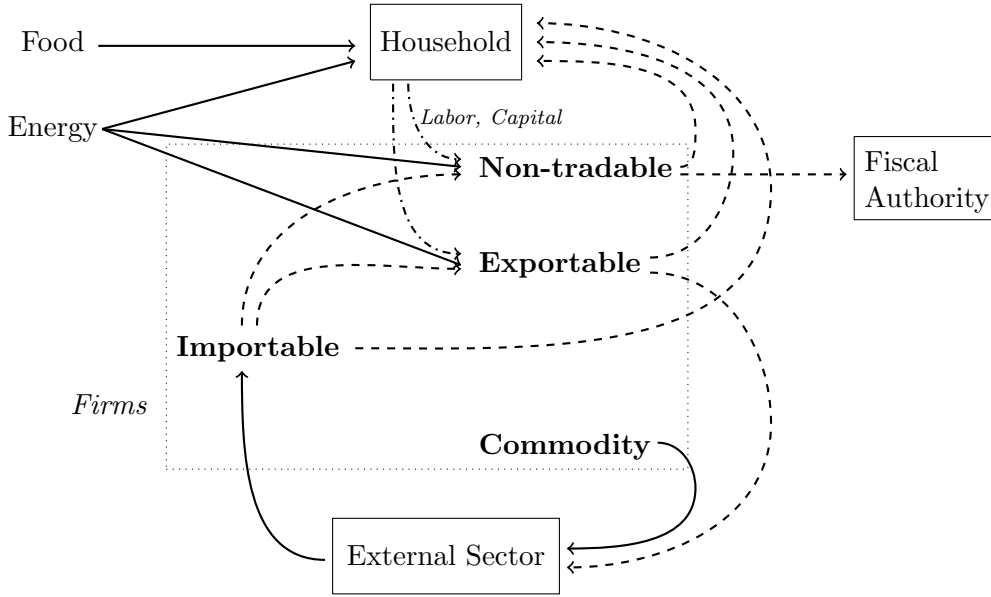 Food
Household
Energy
Labor, Capital
Non-tradable
Fiscal
Authority
Exportable
Importable
Firms
Commodity
External Sector